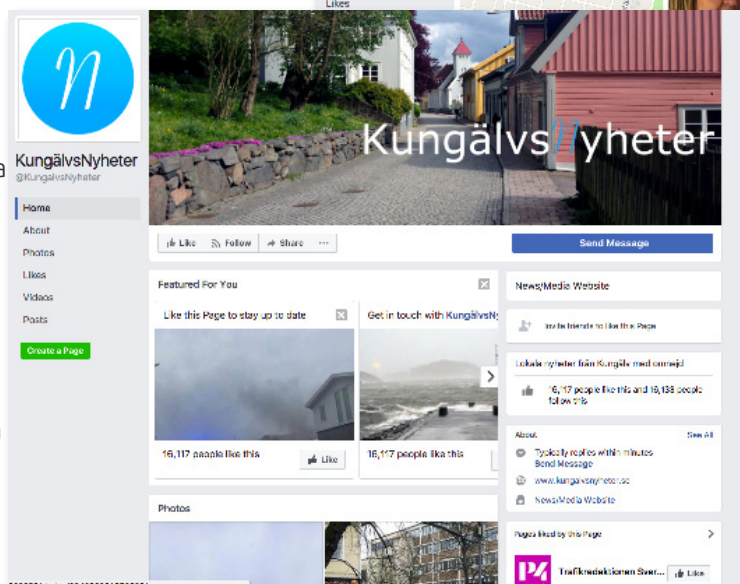 Likes
KungälvsNyheter
@KungalvsNyheter
Home
About
Photos
Likes
Videos
Posts
Create a Page
KungälvsNyheter
Like Follow Share ...
Send Message
Featured For You
Like this Page to stay up to date
16,117 people like this
Like
Get in touch with KungälvsNy
16,117 people like this
Photos
News/Media Website
Invite friends to like this Page
Lokala nyheter från Kungälv med omnejd
16,117 people like this and 16,138 people
follow this
About
See All
Typically replies within minutes
Send Message
www.kungalvsnyheter.se
News/Media Website
Pages liked by this Page
P4
Trafikredaktionen Sver...
Like